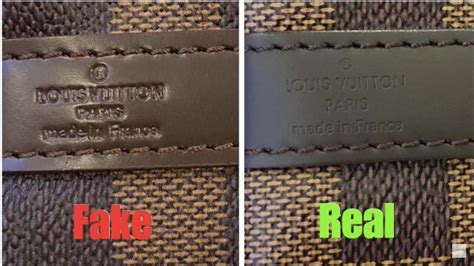 ®
LOUIS VUITTON
PARIS
made in France
Fake
LOUIS VUITTON
PARIS
made in France
Real